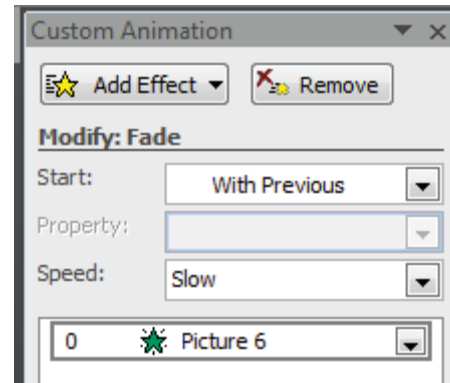 Custom Animation
Add Effect Remove
Modify: Fade
Start: With Previous
Property:
Speed: Slow
0 Picture 6